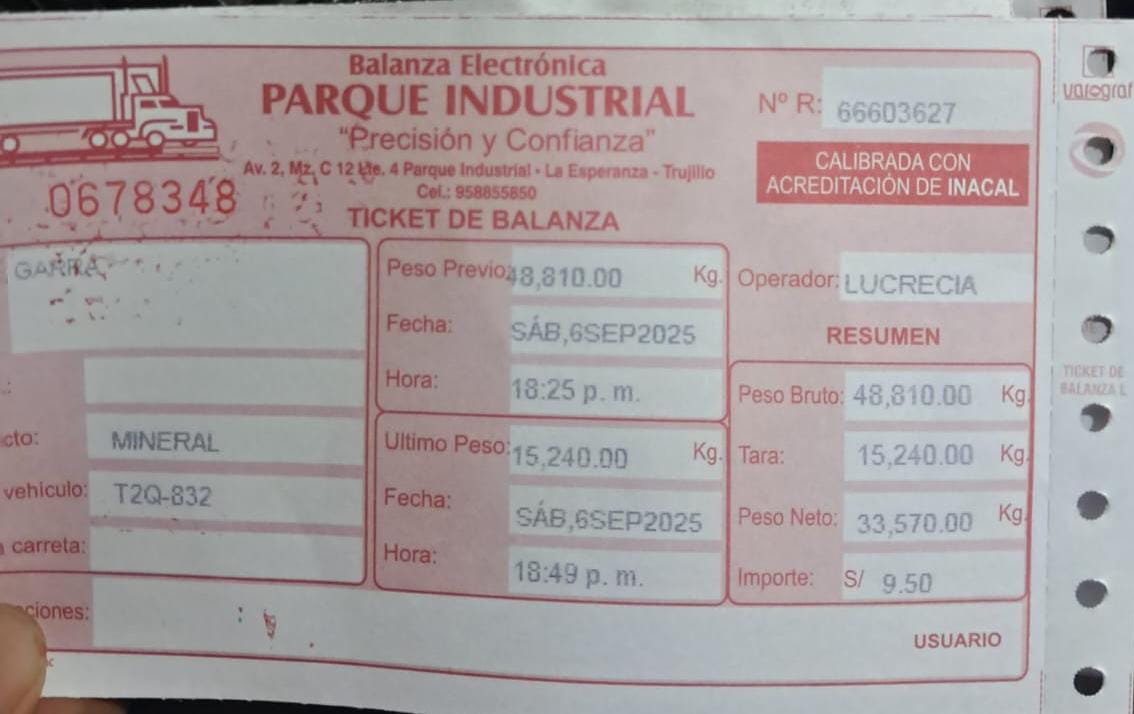 Balanza Electrónica
PARQUE INDUSTRIAL
"Precisión y Confianza"
Av. 2, Mz. C 12 Lte. 4 Parque Industrial - La Esperanza - Trujillo
Cel.: 958855850
TICKET DE BALANZA
0678348
Nº R: 66603627
CALIBRADA CON
ACREDITACIÓN DE INACAL
varograf
GARRA
cto: MINERAL
vehículo: T2Q-832
carreta:
ciones:
Peso Previo: 48,810.00 Kg.
Fecha: SÁB,6SEP2025
Hora: 18:25 p. m.
Ultimo Peso: 15,240.00 Kg.
Fecha: SÁB,6SEP2025
Hora: 18:49 p. m.
Operador: LUCRECIA
RESUMEN
Peso Bruto: 48,810.00 Kg.
Tara: 15,240.00 Kg.
Peso Neto: 33,570.00 Kg.
Importe: S/ 9.50
USUARIO
TICKET DE
BALANZA L